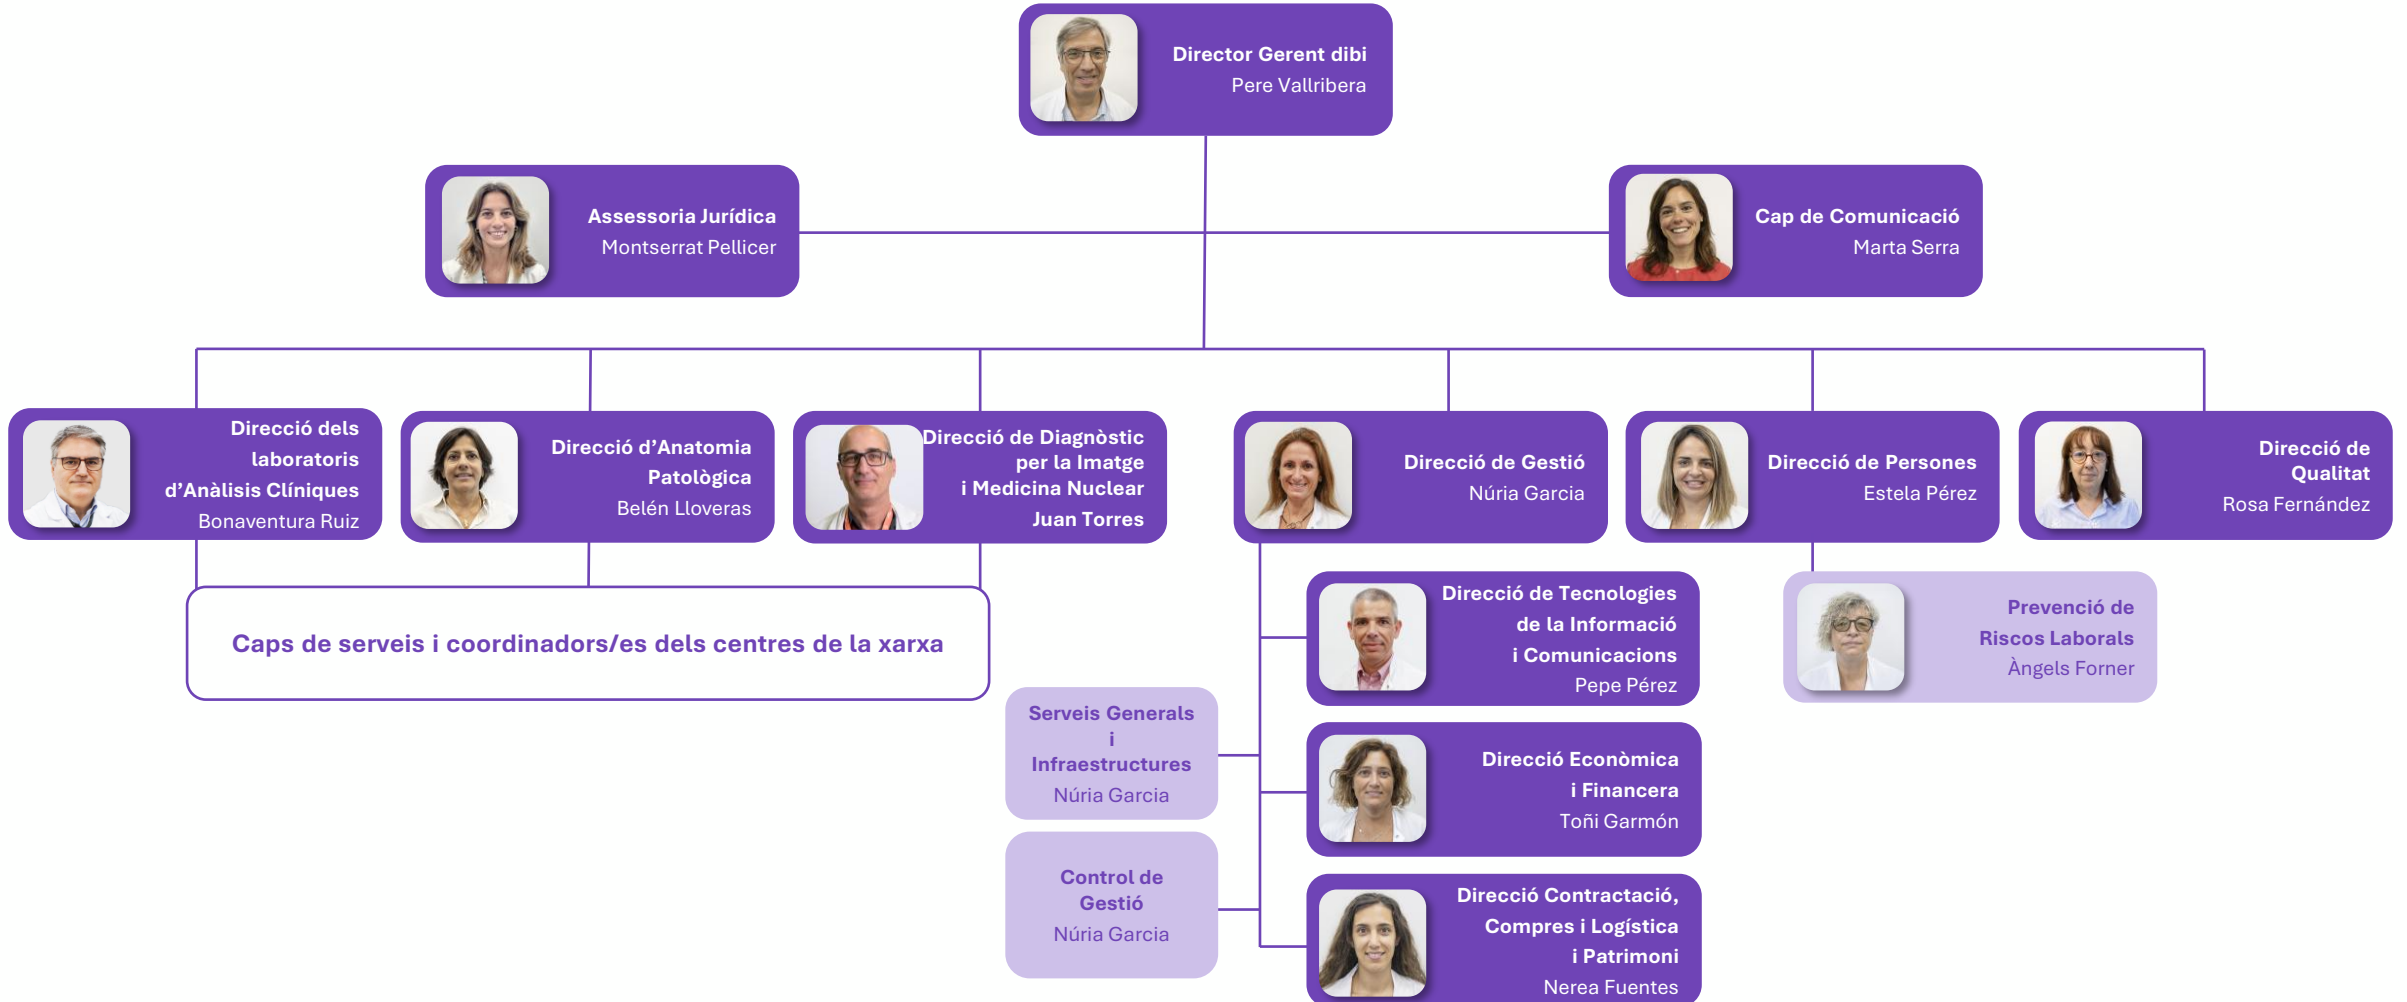 Director Gerent dibi
Pere Vallribera
Assessoria Jurídica
Montserrat Pellicer
Cap de Comunicació
Marta Serra
Direcció dels
laboratoris
d’Anàlisis Clíniques
Bonaventura Ruiz
Direcció d’Anatomia
Patològica
Belén Lloveras
Direcció de Diagnòstic
per la Imatge
i Medicina Nuclear
Juan Torres
Direcció de Gestió
Núria Garcia
Direcció de Persones
Estela Pérez
Direcció de
Qualitat
Rosa Fernández
Caps de serveis i coordinadors/es dels centres de la xarxa
Direcció de Tecnologies
de la Informació
i Comunicacions
Pepe Pérez
Prevenció de
Riscos Laborals
Àngels Forner
Serveis Generals
i
Infraestructures
Núria Garcia
Direcció Econòmica
i Financera
Toñi Garmón
Control de
Gestió
Núria Garcia
Direcció Contractació,
Compres i Logística
i Patrimoni
Nerea Fuentes